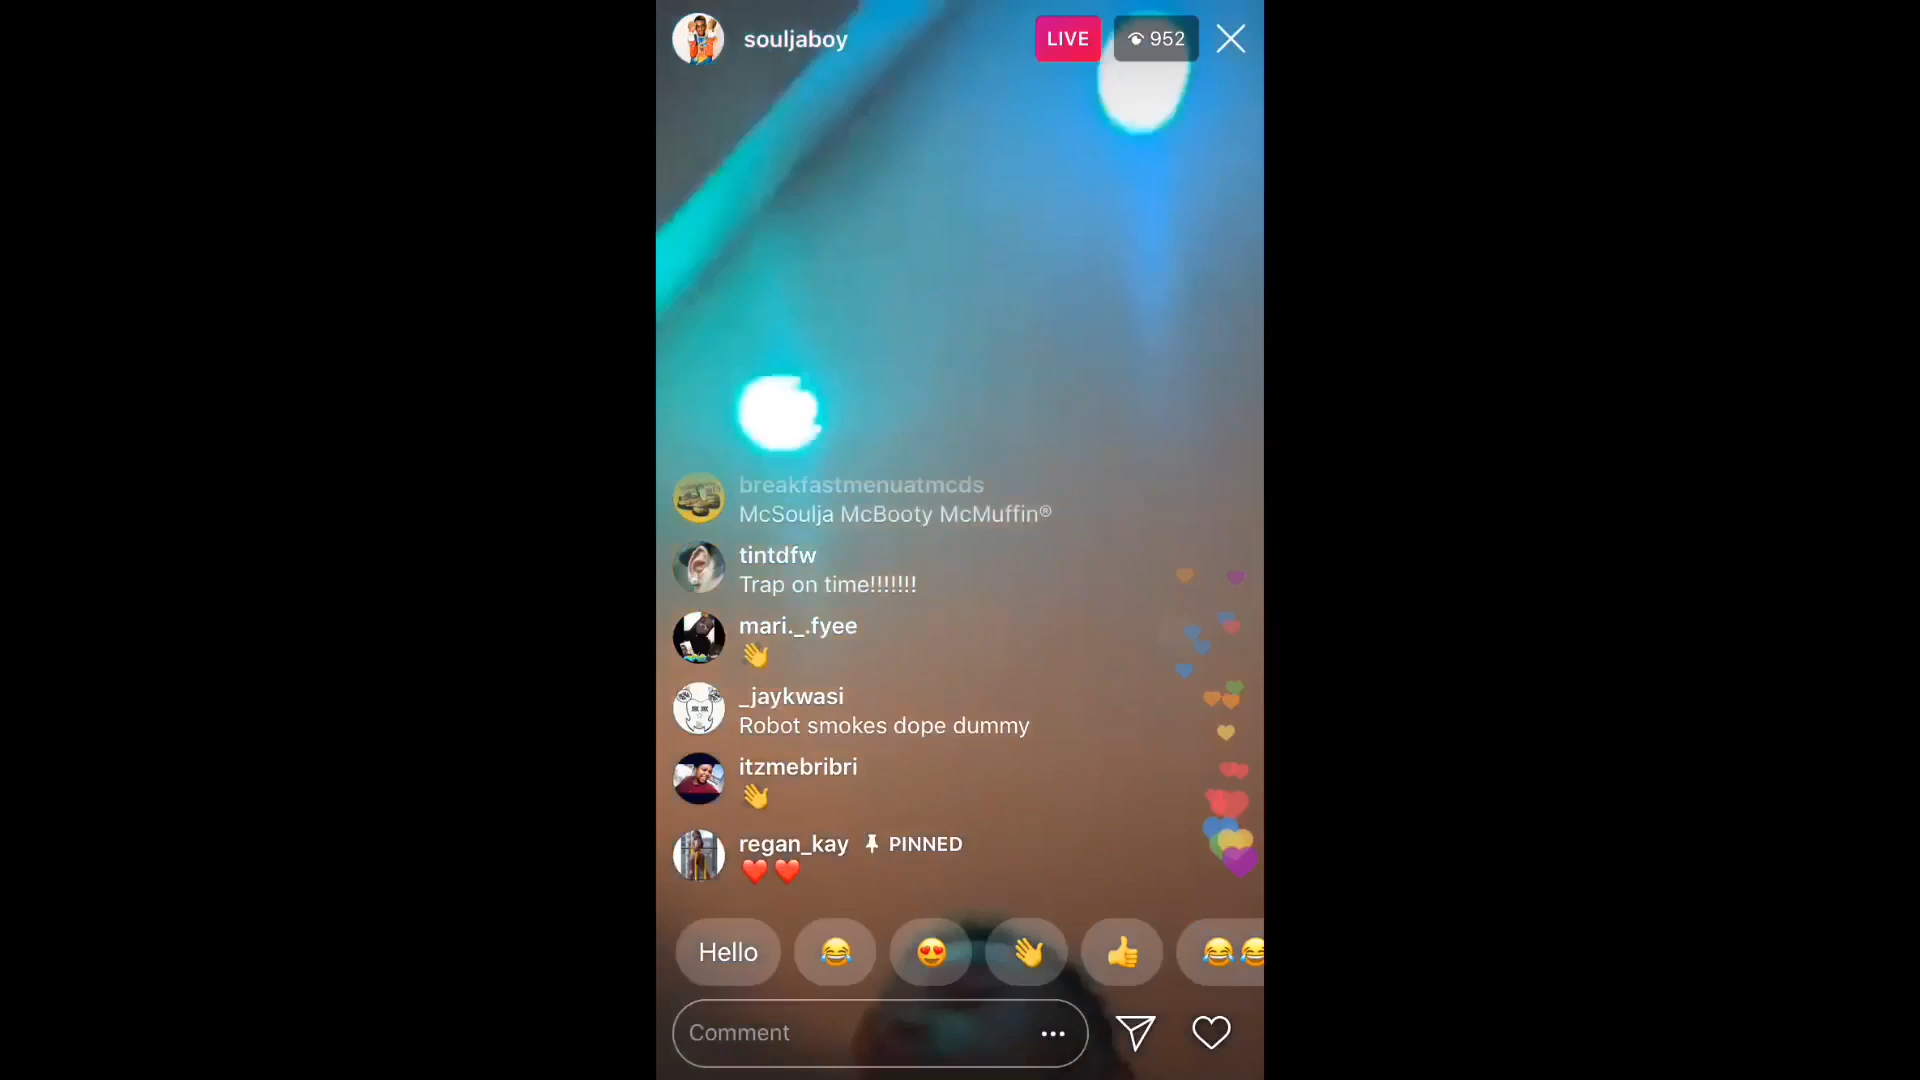 souljaboy
LIVE
952
breakfastmenuatmcds
McSoulja McBooty McMuffin®
tintdfw
Trap on time!!!!!!!
mari._.fyee
👋
_jaykwasi
Robot smokes dope dummy
itzmebribri
👋
regan_kay PINNED
❤️❤️
Hello 😂 😍 👋 👍 😂😂
Comment